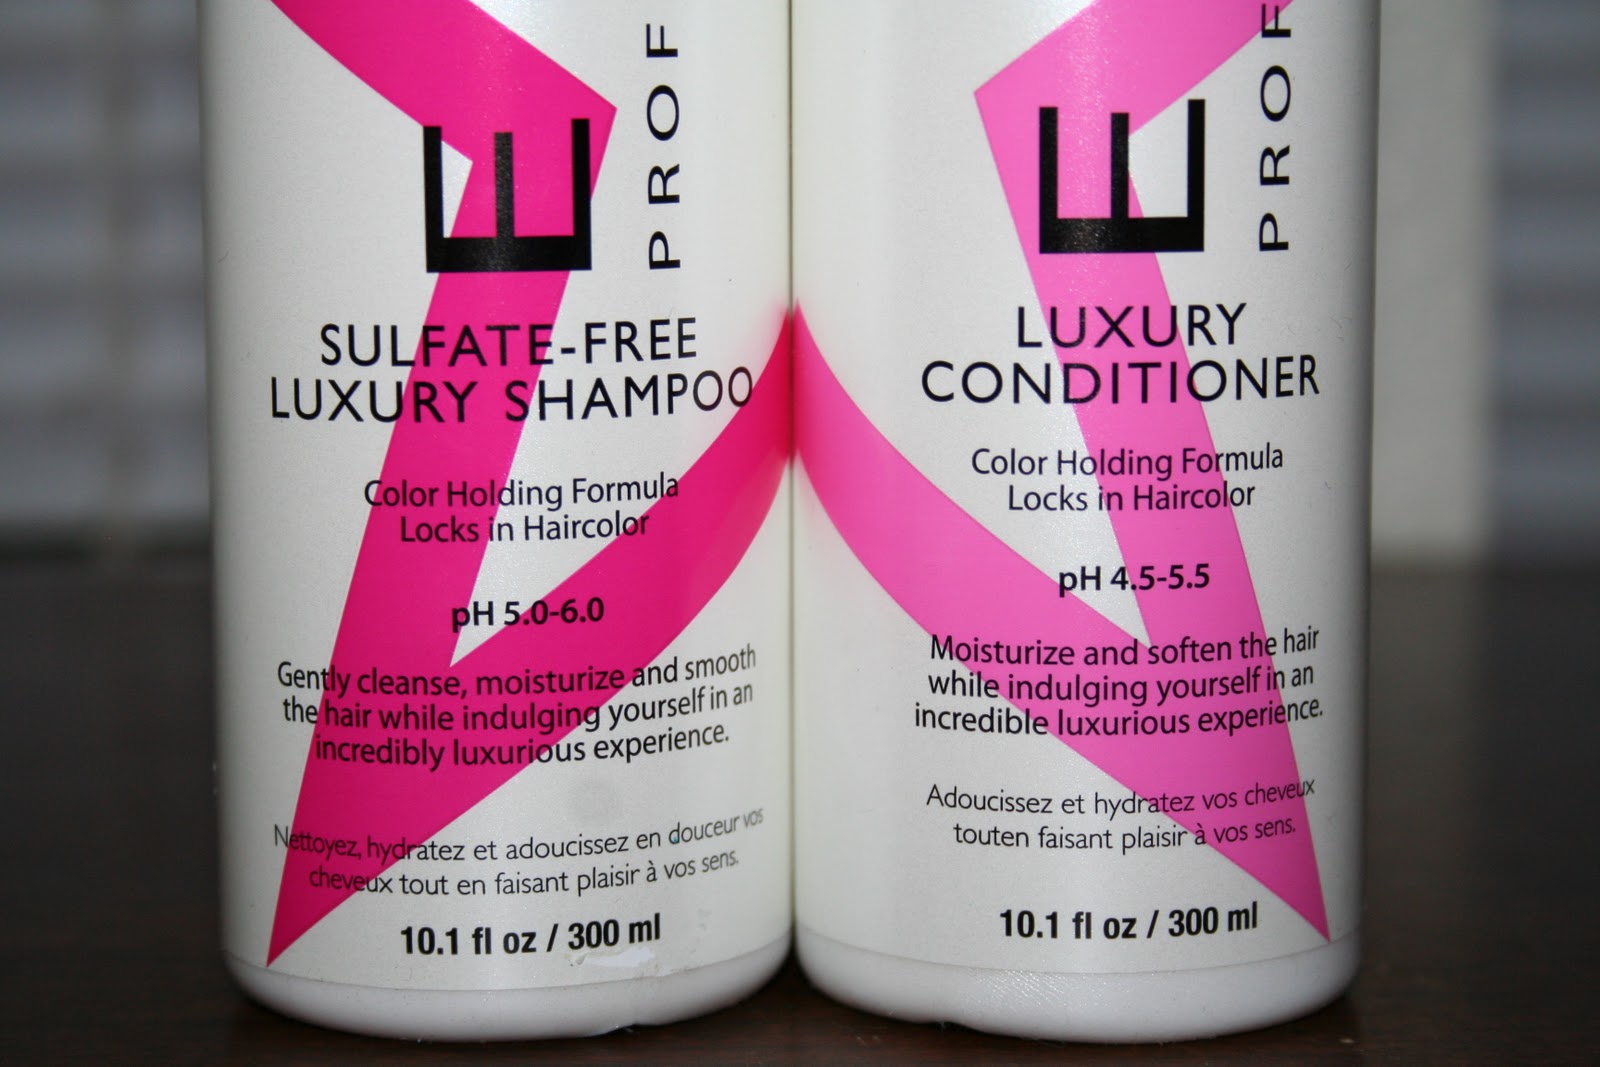 E
PROF
SULFATE-FREE
LUXURY SHAMPOO
Color Holding Formula
Locks in Haircolor
pH 5.0-6.0
Gently cleanse, moisturize and smooth
the hair while indulging yourself in an
incredibly luxurious experience.
Nettoyez, hydratez et adoucissez en douceur vos
cheveux tout en faisant plaisir à vos sens.
10.1 fl oz / 300 ml
E
PROF
LUXURY
CONDITIONER
Color Holding Formula
Locks in Haircolor
pH 4.5-5.5
Moisturize and soften the hair
while indulging yourself in an
incredible luxurious experience.
Adoucissez et hydratez vos cheveux
touten faisant plaisir à vos sens.
10.1 fl oz / 300 ml